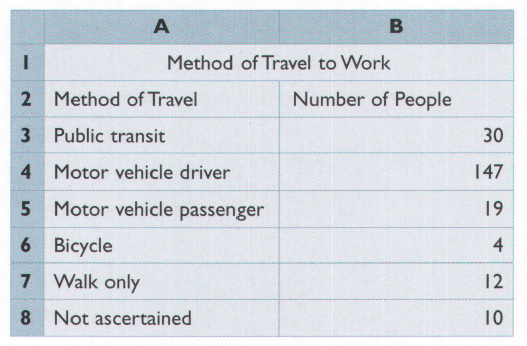 A B
1 Method of Travel to Work
2 Method of Travel Number of People
3 Public transit 30
4 Motor vehicle driver 147
5 Motor vehicle passenger 19
6 Bicycle 4
7 Walk only 12
8 Not ascertained 10